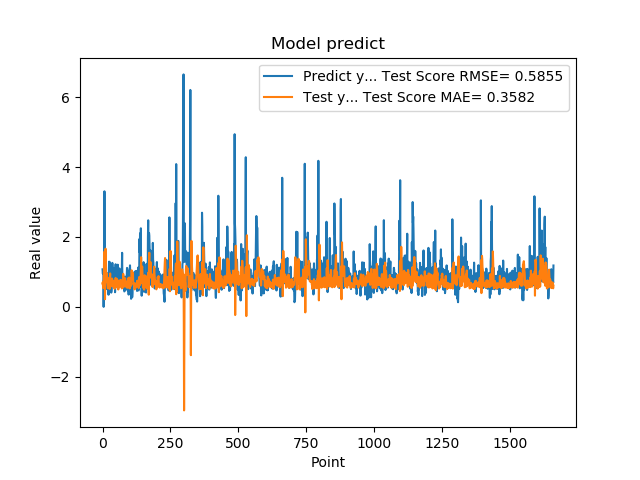 Model predict
Predict y... Test Score RMSE= 0.5855
Test y... Test Score MAE= 0.3582
6
4
2
0
−2
Real value
0 250 500 750 1000 1250 1500
Point